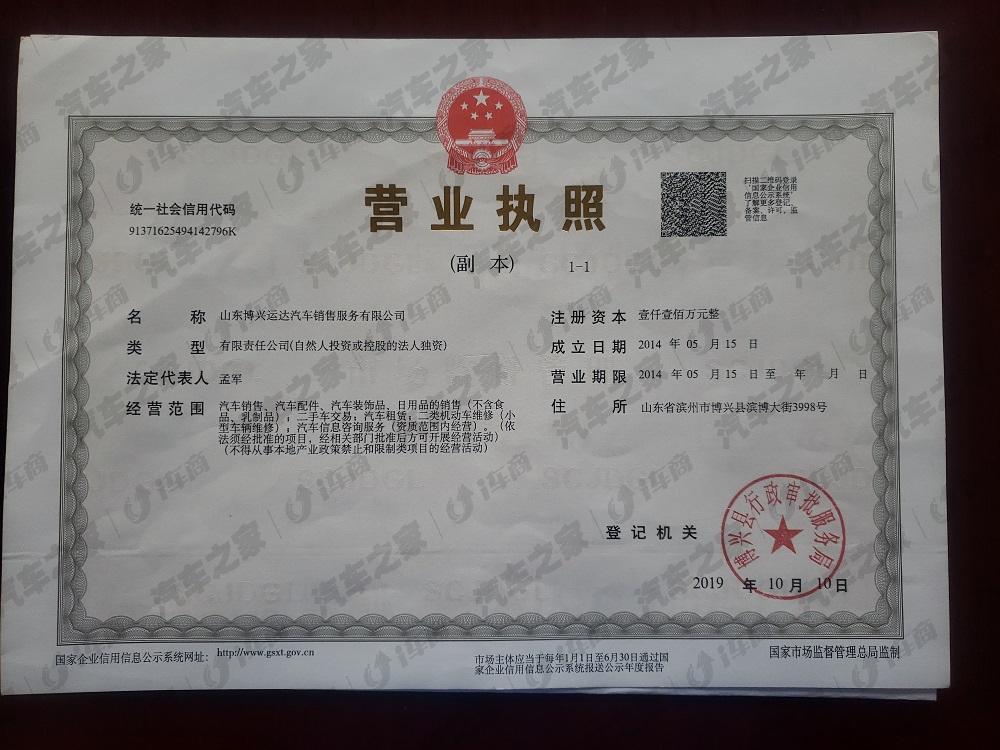 扫描二维码登录
‘国家企业信用
信息公示系统’
了解更多登记、
备案、许可、监
管信息
统一社会信用代码
91371625494142796K
营业执照
(副 本)
1-1
名 称 山东博兴运达汽车销售服务有限公司
类 型 有限责任公司(自然人投资或控股的法人独资)
法定代表人 孟军
经营范围 汽车销售、汽车配件、汽车装饰品、日用品的销售（不含食
品、乳制品）；二手车交易；汽车租赁；二类机动车维修（小
型车辆维修）；汽车信息咨询服务（资质范围内经营）。（依
法须经批准的项目，经相关部门批准后方可开展经营活动）
（不得从事本地产业政策禁止和限制类项目的经营活动）
注册资本 壹仟壹佰万元整
成立日期 2014 年 05 月 15 日
营业期限 2014 年 05 月 15 日 至 年 月 日
住 所 山东省滨州市博兴县滨博大街3998号
登记机关
博兴县行政审批服务局
2019 年 10 月 10 日
国家企业信用信息公示系统网址： http://www.gsxt.gov.cn
市场主体应当于每年1月1日至6月30日通过国
家企业信用信息公示系统报送公示年度报告
国家市场监督管理总局监制
汽车之家
i车商